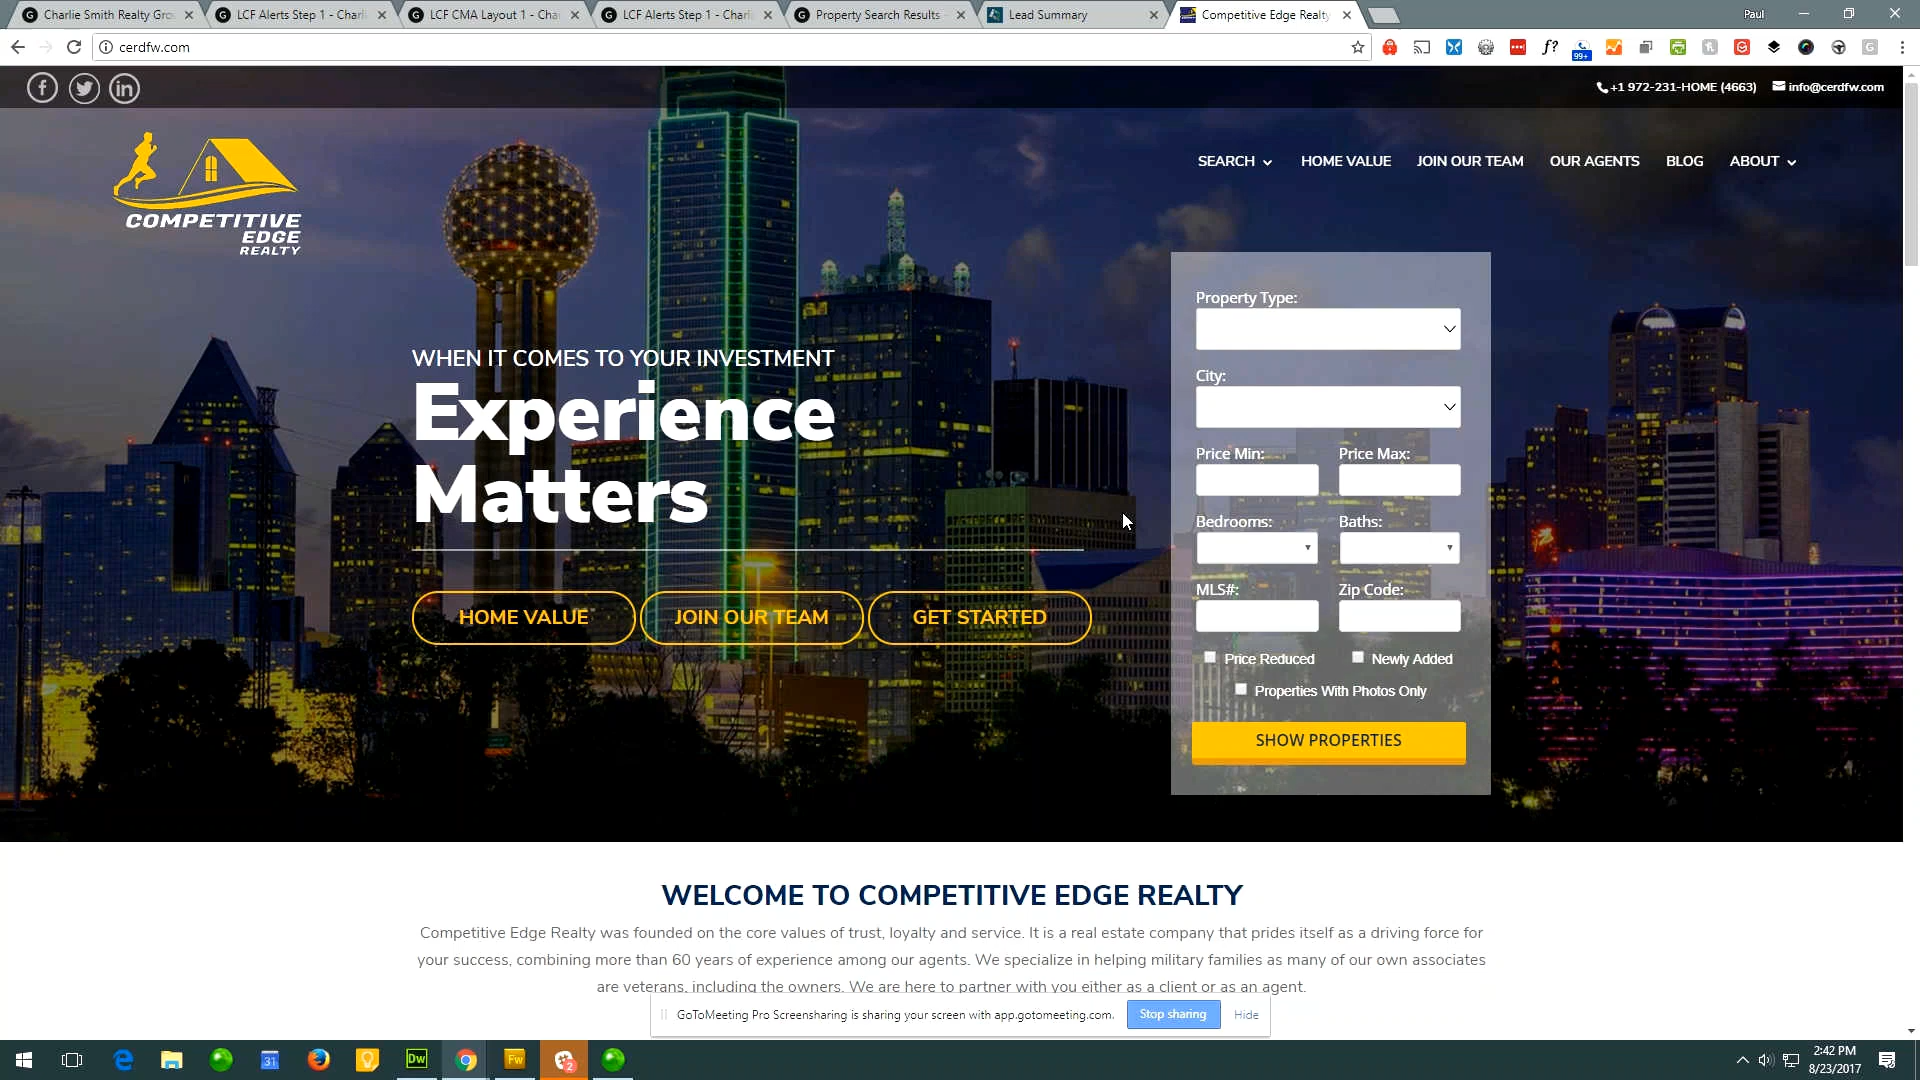 Charlie Smith Realty Gro
LCF Alerts Step 1 - Charli
LCF CMA Layout 1 - Cha
LCF Alerts Step 1 - Charli
Property Search Results -
Lead Summary
Competitive Edge Realty
Paul
cerdfw.com
99+
+1 972-231-HOME (4663)
info@cerdfw.com
COMPETITIVE
EDGE
REALTY
SEARCH
HOME VALUE
JOIN OUR TEAM
OUR AGENTS
BLOG
ABOUT
WHEN IT COMES TO YOUR INVESTMENT
Experience
Matters
HOME VALUE
JOIN OUR TEAM
GET STARTED
Property Type:
City:
Price Min:
Price Max:
Bedrooms:
Baths:
MLS#:
Zip Code:
Price Reduced
Newly Added
Properties With Photos Only
SHOW PROPERTIES
WELCOME TO COMPETITIVE EDGE REALTY
Competitive Edge Realty was founded on the core values of trust, loyalty and service. It is a real estate company that prides itself as a driving force for
your success, combining more than 60 years of experience among our agents. We specialize in helping military families as many of our own associates
are veterans, including the owners. We are here to partner with you either as a client or as an agent.
GoToMeeting Pro Screensharing is sharing your screen with app.gotomeeting.com.
Stop sharing
Hide
31
Dw
Fw
2
2:42 PM
8/23/2017